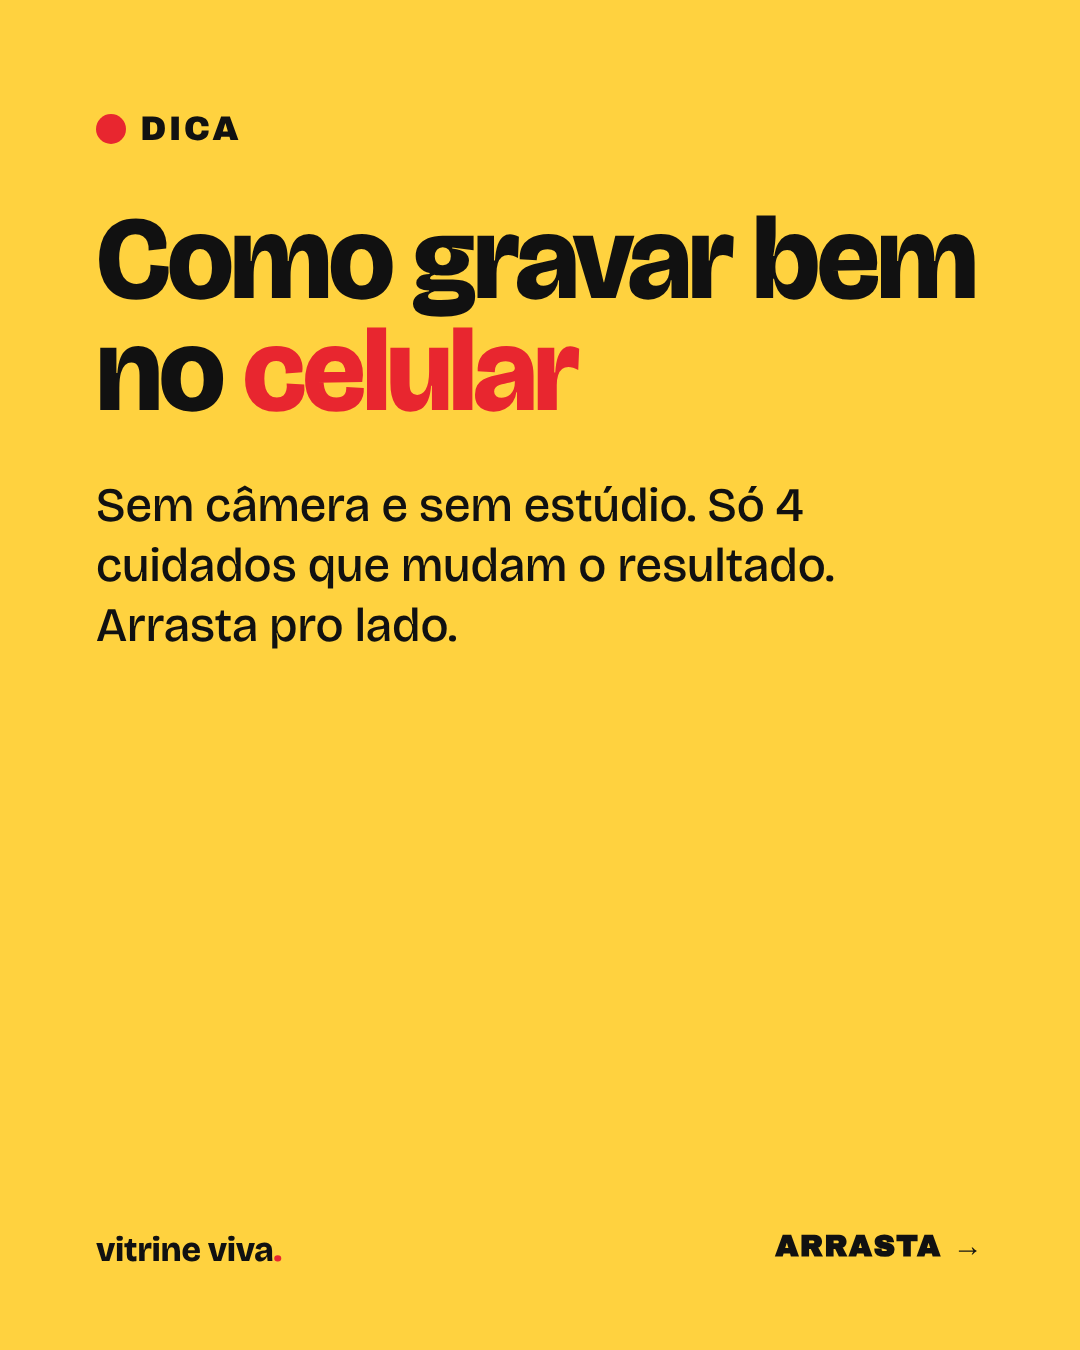 DICA
Como gravar bem
no celular
Sem câmera e sem estúdio. Só 4
cuidados que mudam o resultado.
Arrasta pro lado.
vitrine viva.
ARRASTA →